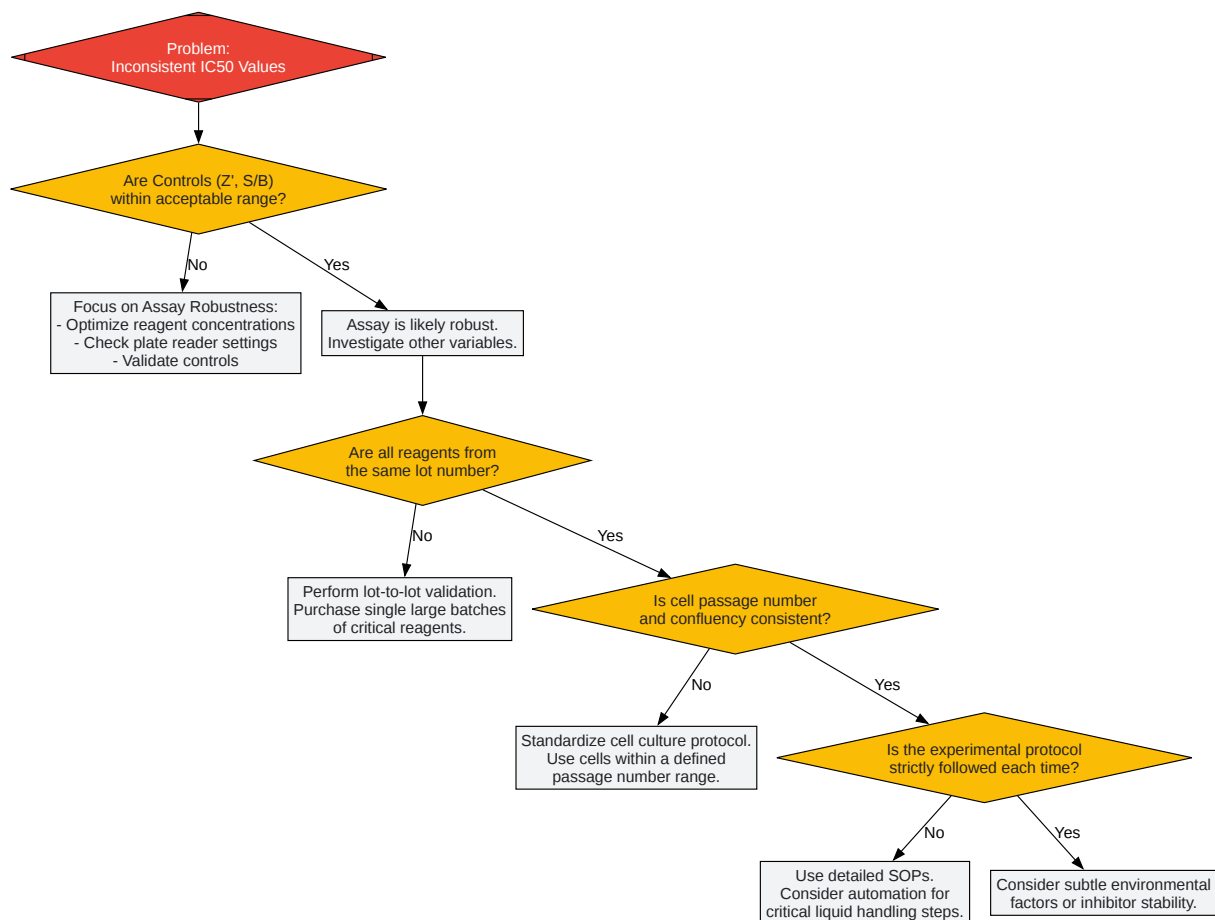 Problem:
Inconsistent IC50 Values
Are Controls (Z', S/B)
within acceptable range?
No
Yes
Focus on Assay Robustness:
- Optimize reagent concentrations
- Check plate reader settings
- Validate controls
Assay is likely robust.
Investigate other variables.
Are all reagents from
the same lot number?
No
Yes
Perform lot-to-lot validation.
Purchase single large batches
of critical reagents.
Is cell passage number
and confluency consistent?
No
Yes
Standardize cell culture protocol.
Use cells within a defined
passage number range.
Is the experimental protocol
strictly followed each time?
No
Yes
Use detailed SOPs.
Consider automation for
critical liquid handling steps.
Consider subtle environmental
factors or inhibitor stability.